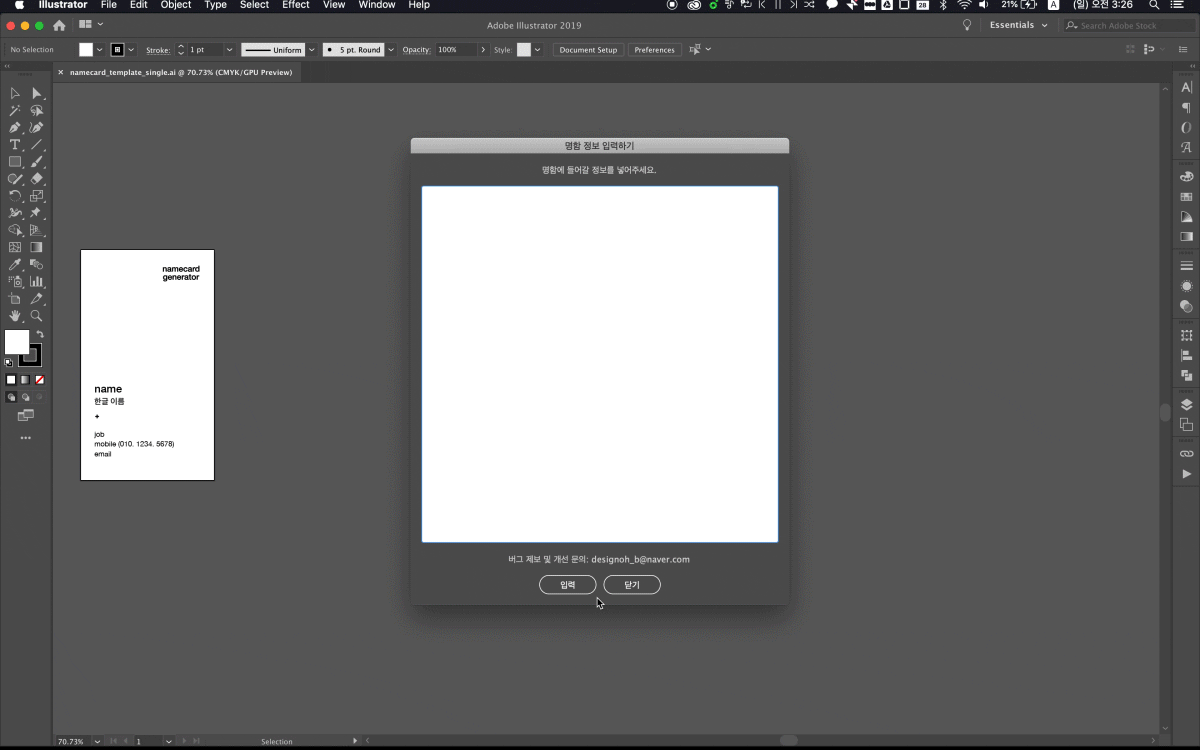 Illustrator File Edit Object Type Select Effect View Window Help
28 21% A (일) 오전 3:26
Adobe Illustrator 2019
Essentials
Search Adobe Stock
No Selection
Stroke: 1 pt
Uniform
5 pt. Round
Opacity: 100%
Style:
Document Setup
Preferences
namecard_template_single.ai @ 70.73% (CMYK/GPU Preview)
명함 정보 입력하기
명함에 들어갈 정보를 넣어주세요.
namecard
generator
name
한글 이름
+
job
mobile (010. 1234. 5678)
email
버그 제보 및 개선 문의: designoh_b@naver.com
입력
닫기
70.73%
1
Selection